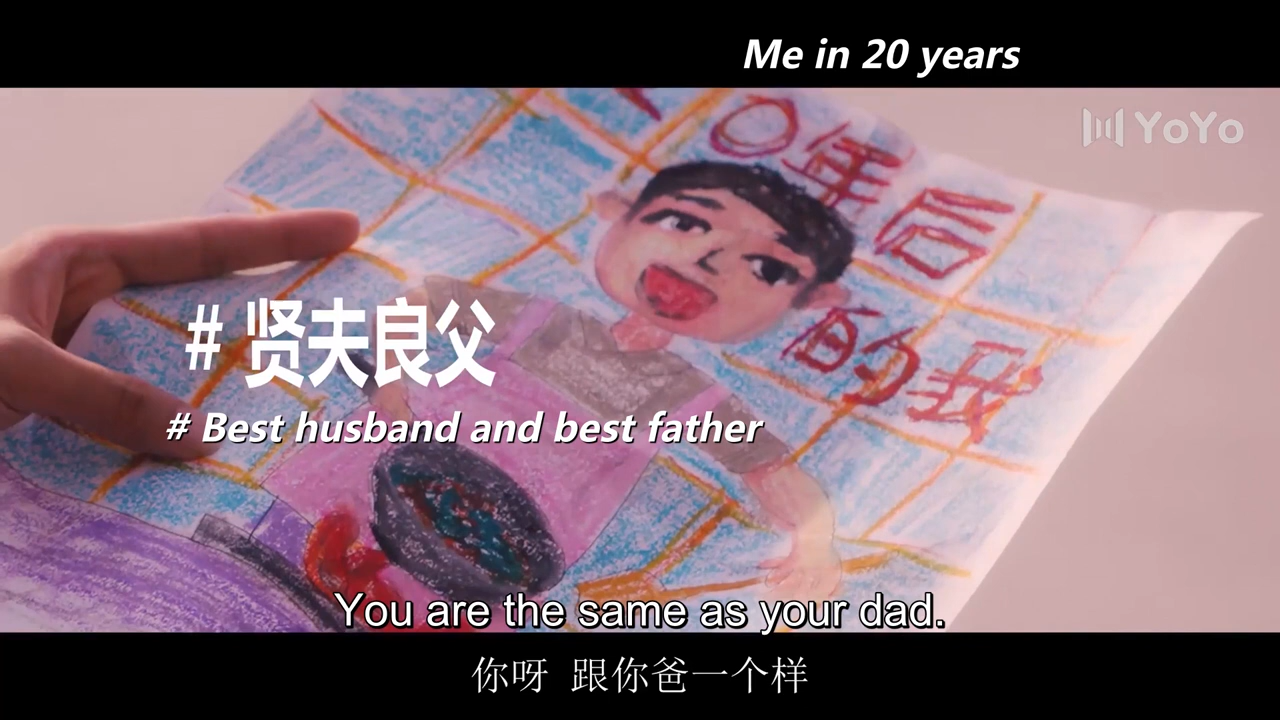 Me in 20 years
YoYo
0年后
的我
# 贤夫良父
# Best husband and best father
You are the same as your dad.
你呀 跟你爸一个样